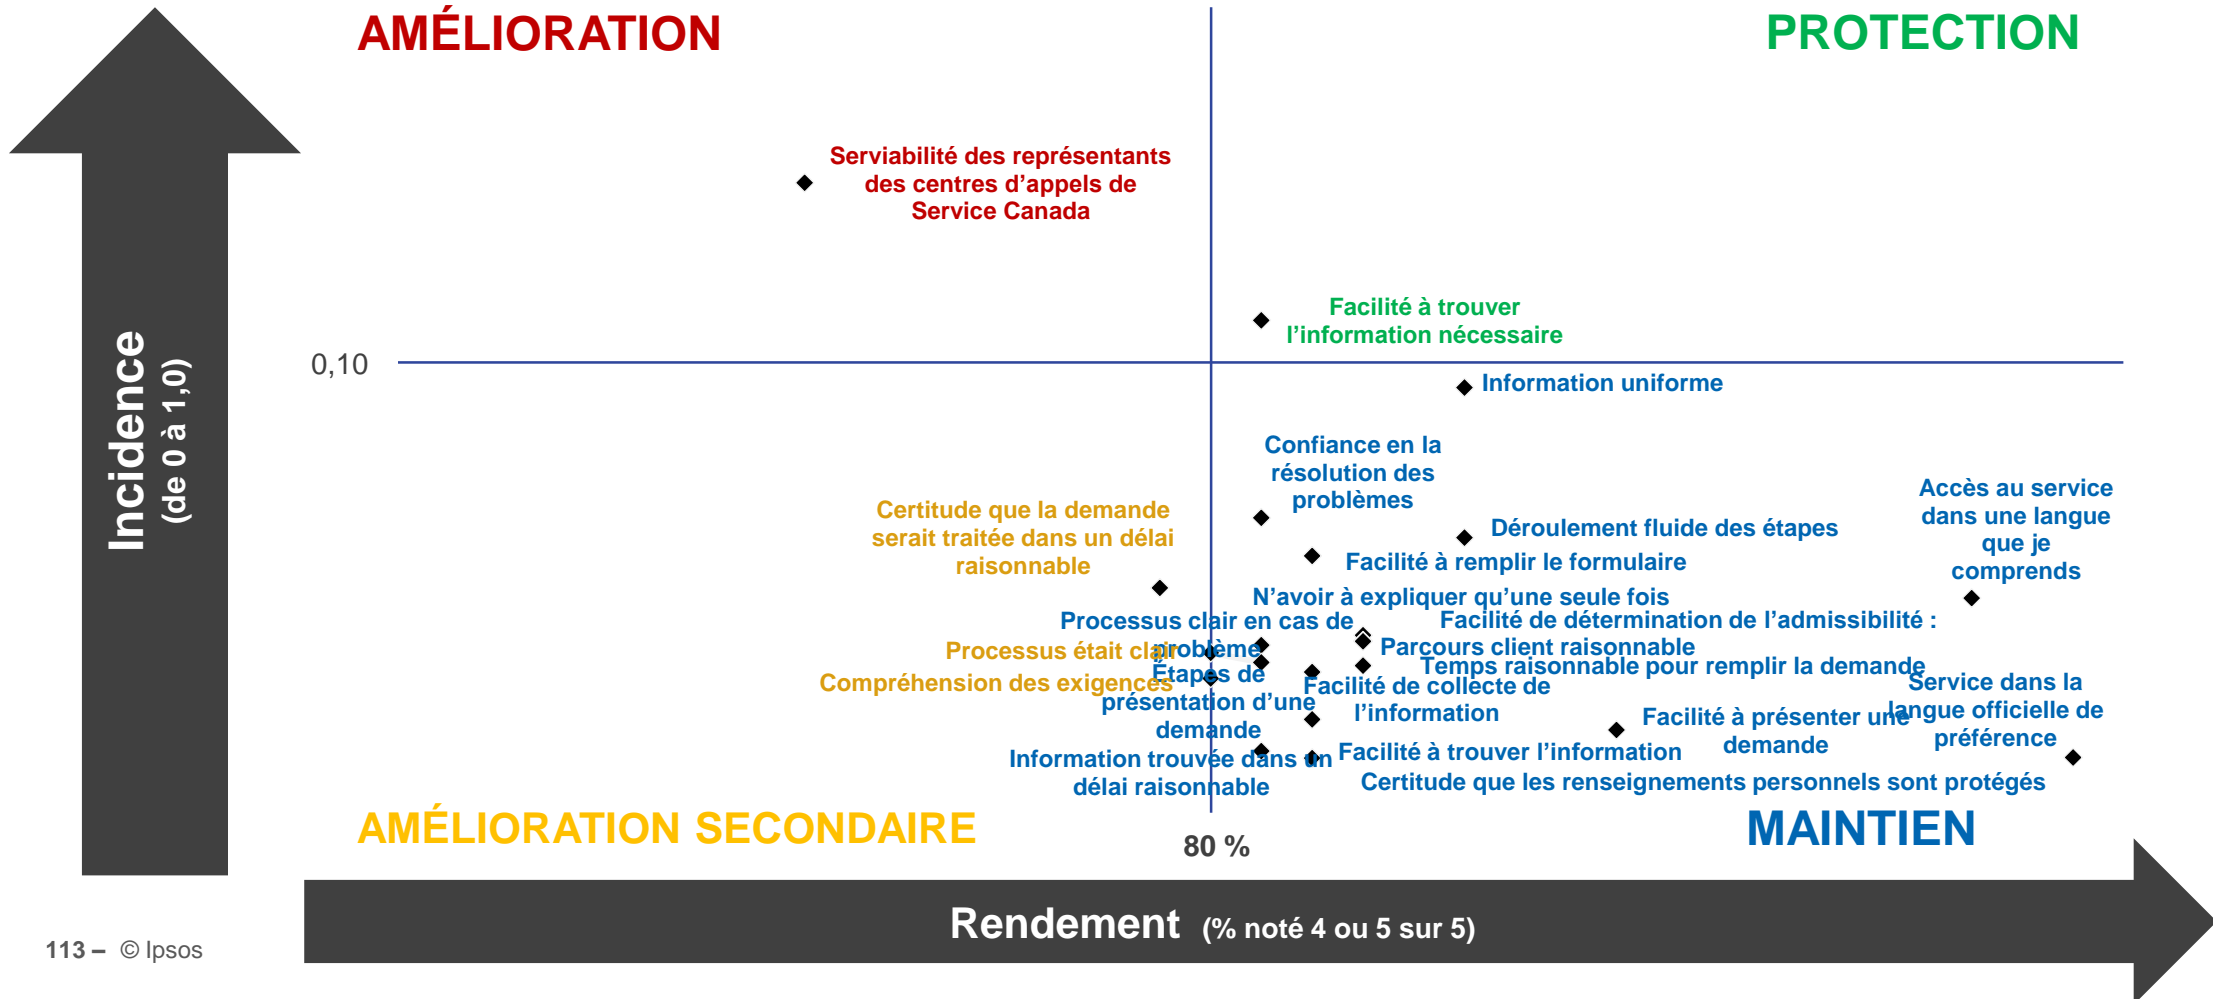 AMÉLIORATION
PROTECTION
Serviabilité des représentants
des centres d’appels de
Service Canada
Facilité à trouver
l’information nécessaire
0,10
Information uniforme
Incidence
(de 0 à 1,0)
Confiance en la
résolution des
problèmes
Accès au service
dans une langue
que je
comprends
Certitude que la demande
serait traitée dans un délai
raisonnable
Déroulement fluide des étapes
Facilité à remplir le formulaire
N’avoir à expliquer qu’une seule fois
Processus clair en cas de
problème
Facilité de détermination de l’admissibilité :
Parcours client raisonnable
Processus était clair
Temps raisonnable pour remplir la demande
Compréhension des exigences
Étapes de
présentation d’une
demande
Facilité de collecte de
l’information
Service dans la
langue officielle de
préférence
Facilité à présenter une
demande
Information trouvée dans un
délai raisonnable
Facilité à trouver l’information
Certitude que les renseignements personnels sont protégés
AMÉLIORATION SECONDAIRE
MAINTIEN
80 %
Rendement (% noté 4 ou 5 sur 5)
113 – © Ipsos